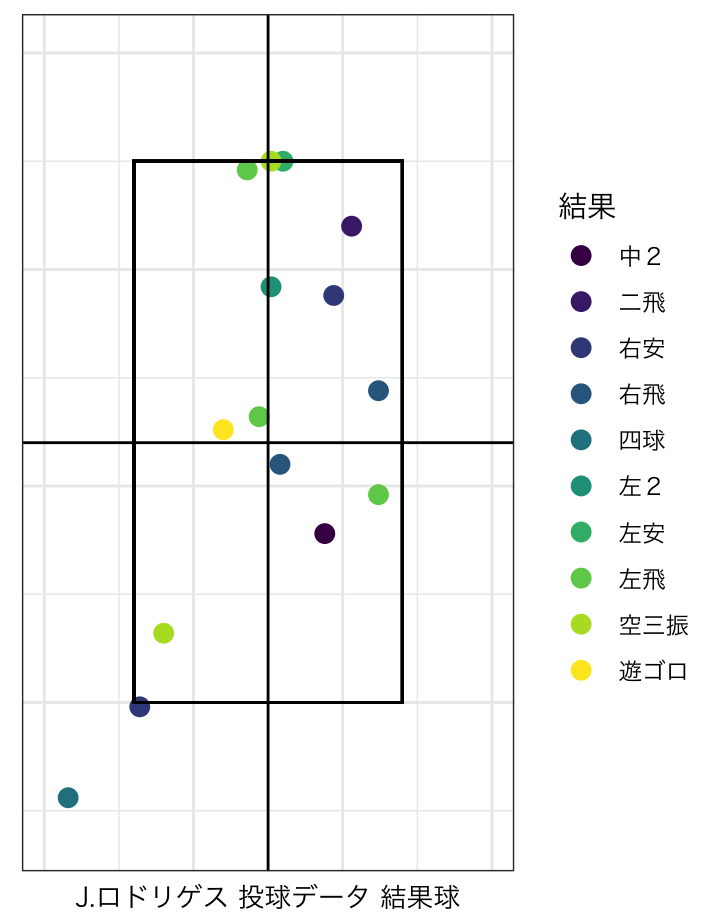 結果
中２
二飛
右安
右飛
四球
左２
左安
左飛
空三振
遊ゴロ
J.ロドリゲス 投球データ 結果球